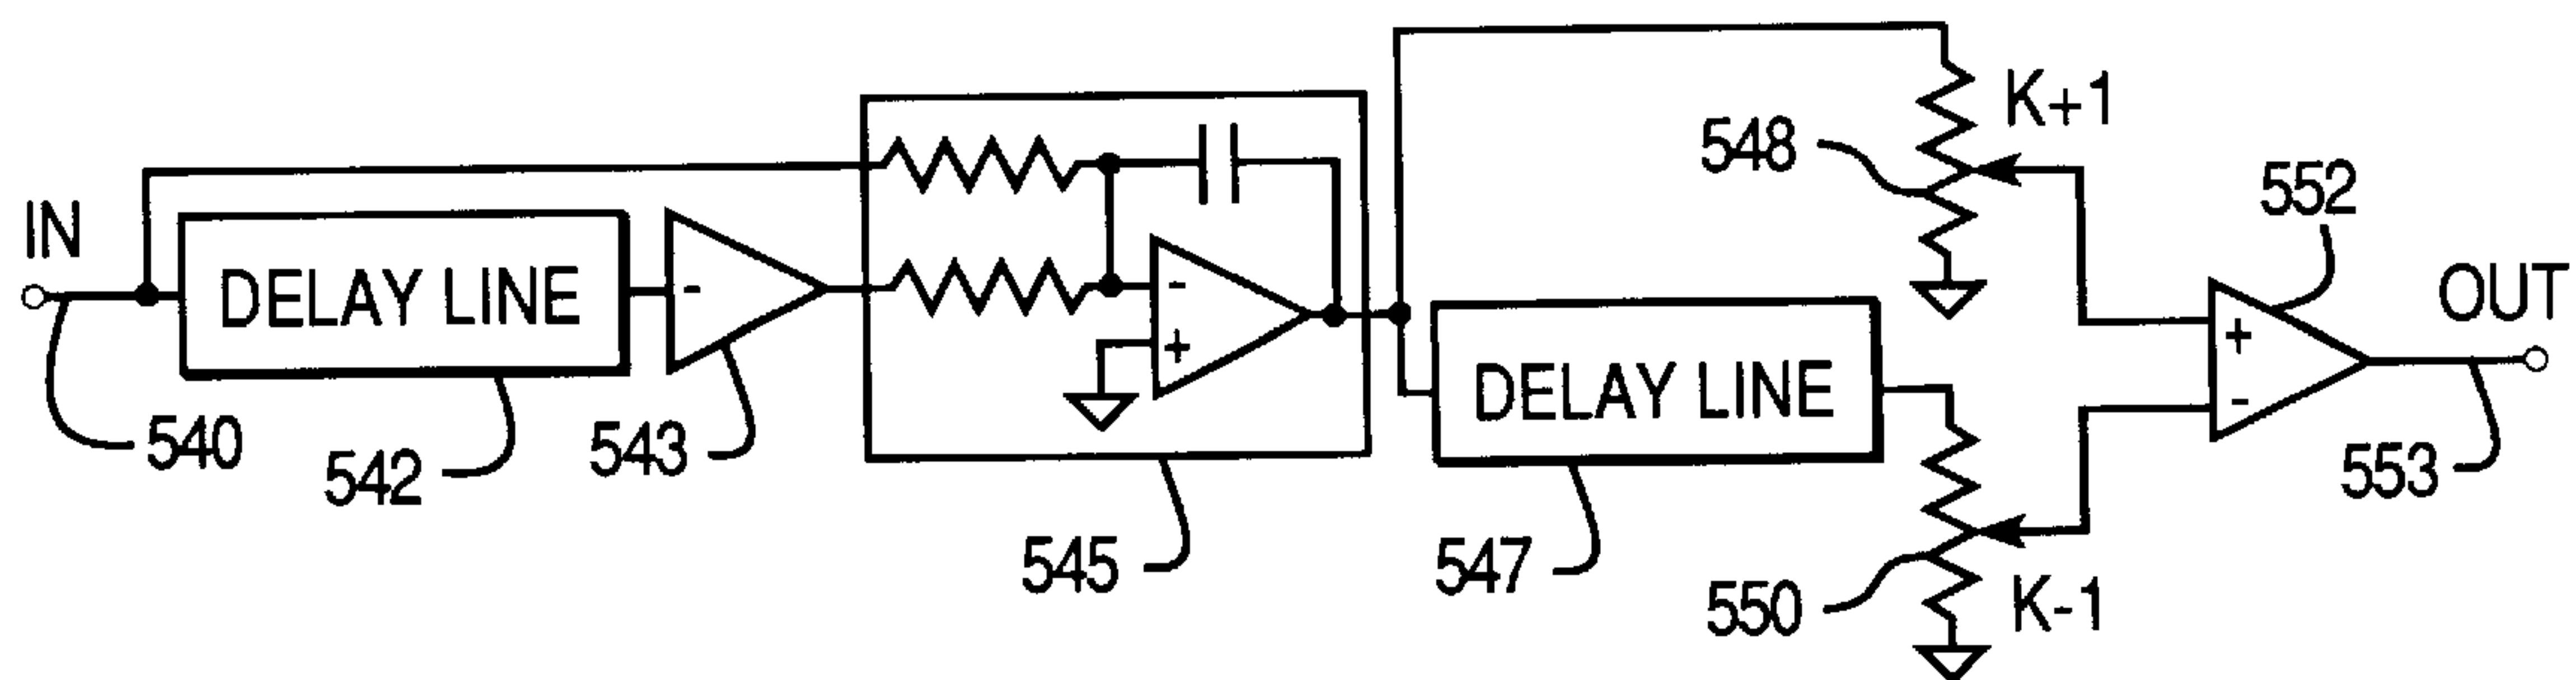 IN
540
DELAY LINE
542
-
543
-
+
545
DELAY LINE
547
548
K+1
550
K-1
+
-
552
OUT
553